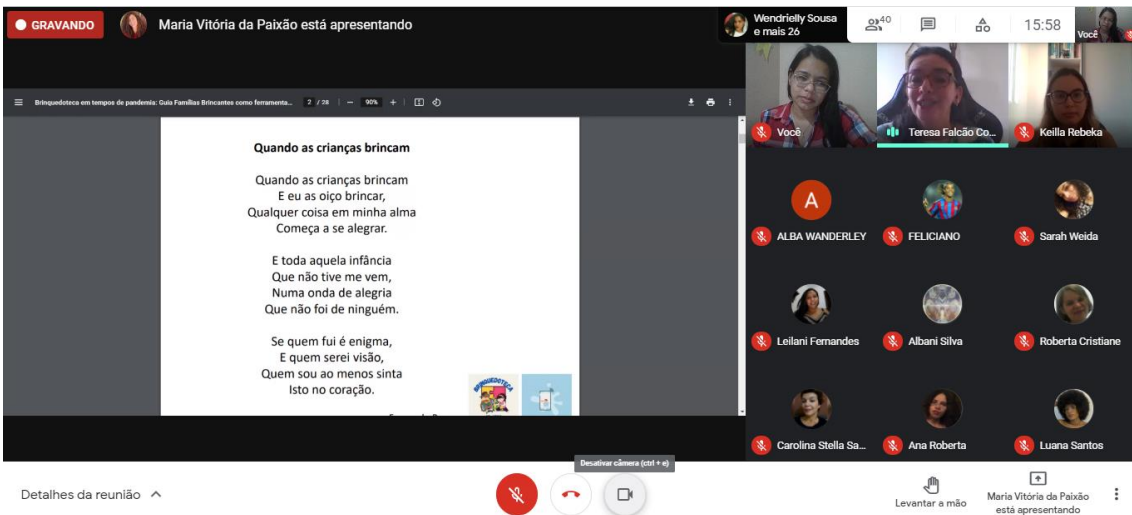 GRAVANDO
Maria Vitória da Paixão está apresentando
Wendrielly Sousa
e mais 26
40
15:58
Você
Brinquedoteca em tempos de pandemia: Guia Famílias Brincantes como ferramenta...
2 / 28
90%
Quando as crianças brincam
Quando as crianças brincam
E eu as oiço brincar,
Qualquer coisa em minha alma
Começa a se alegrar.
E toda aquela infância
Que não tive me vem,
Numa onda de alegria
Que não foi de ninguém.
Se quem fui é enigma,
E quem serei visão,
Quem sou ao menos sinta
Isto no coração.
BRINQUEDOTECA
Você
Teresa Falcão Co...
Keilla Rebeka
A
ALBA WANDERLEY
FELICIANO
Sarah Weida
Leilani Fernandes
Albani Silva
Roberta Cristiane
Carolina Stella Sa...
Ana Roberta
Luana Santos
Desativar câmera (ctrl + e)
Detalhes da reunião
Levantar a mão
Maria Vitória da Paixão
está apresentando